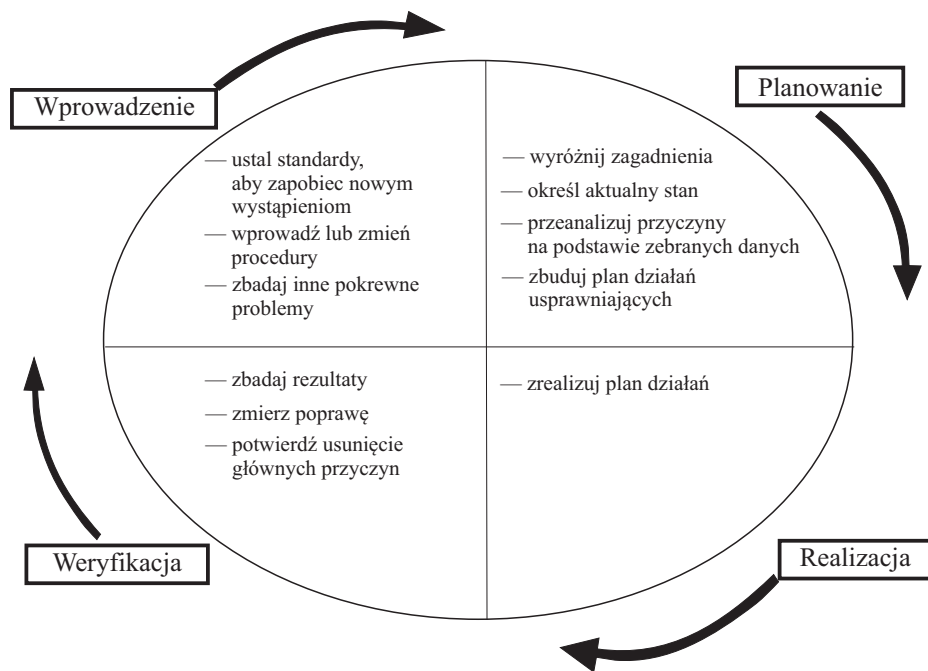 Wprowadzenie
— ustal standardy,
aby zapobiec nowym
wystąpieniom
— wprowadź lub zmień
procedury
— zbadaj inne pokrewne
problemy
Planowanie
— wyróżnij zagadnienia
— określ aktualny stan
— przeanalizuj przyczyny
na podstawie zebranych danych
— zbuduj plan działań
usprawniających
Weryfikacja
— zbadaj rezultaty
— zmierz poprawę
— potwierdź usunięcie
głównych przyczyn
Realizacja
— zrealizuj plan działań